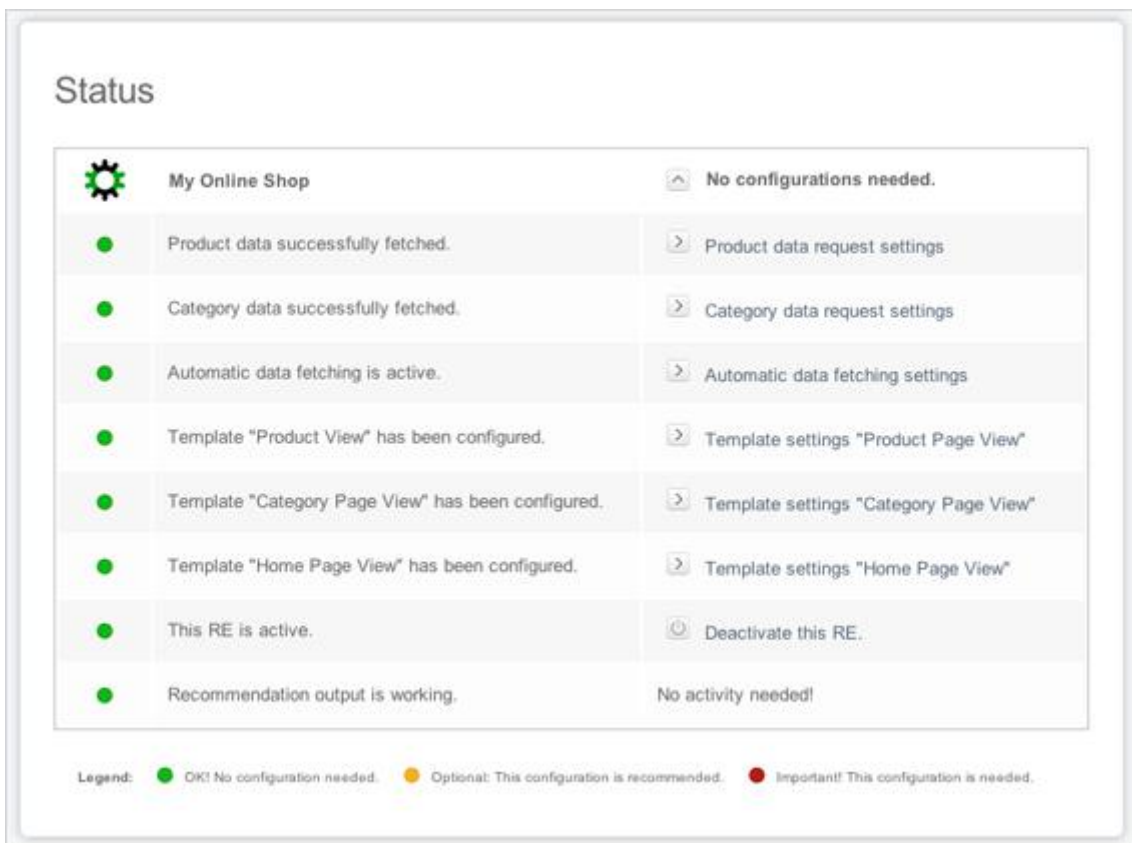 Status
My Online Shop No configurations needed.
Product data successfully fetched. Product data request settings
Category data successfully fetched. Category data request settings
Automatic data fetching is active. Automatic data fetching settings
Template "Product View" has been configured. Template settings "Product Page View"
Template "Category Page View" has been configured. Template settings "Category Page View"
Template "Home Page View" has been configured. Template settings "Home Page View"
This RE is active. Deactivate this RE.
Recommendation output is working. No activity needed!
Legend: OK! No configuration needed. Optional: This configuration is recommended. Important! This configuration is needed.